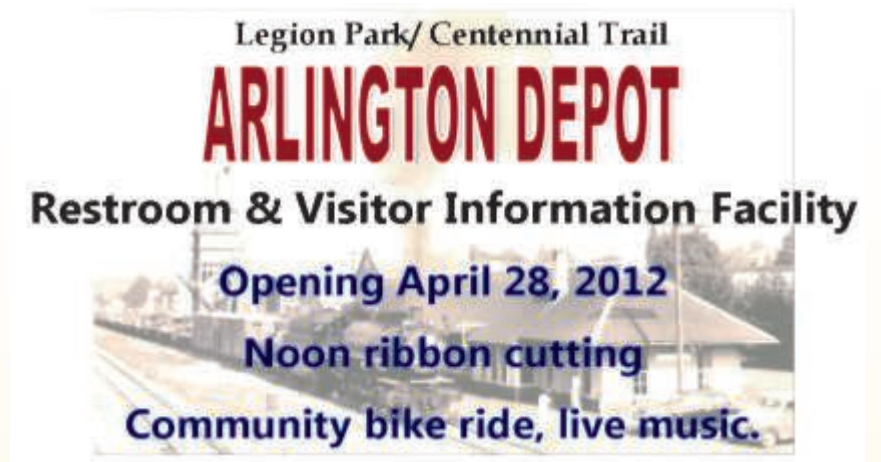 Legion Park/ Centennial Trail
ARLINGTON DEPOT
Restroom & Visitor Information Facility
Opening April 28, 2012
Noon ribbon cutting
Community bike ride, live music.